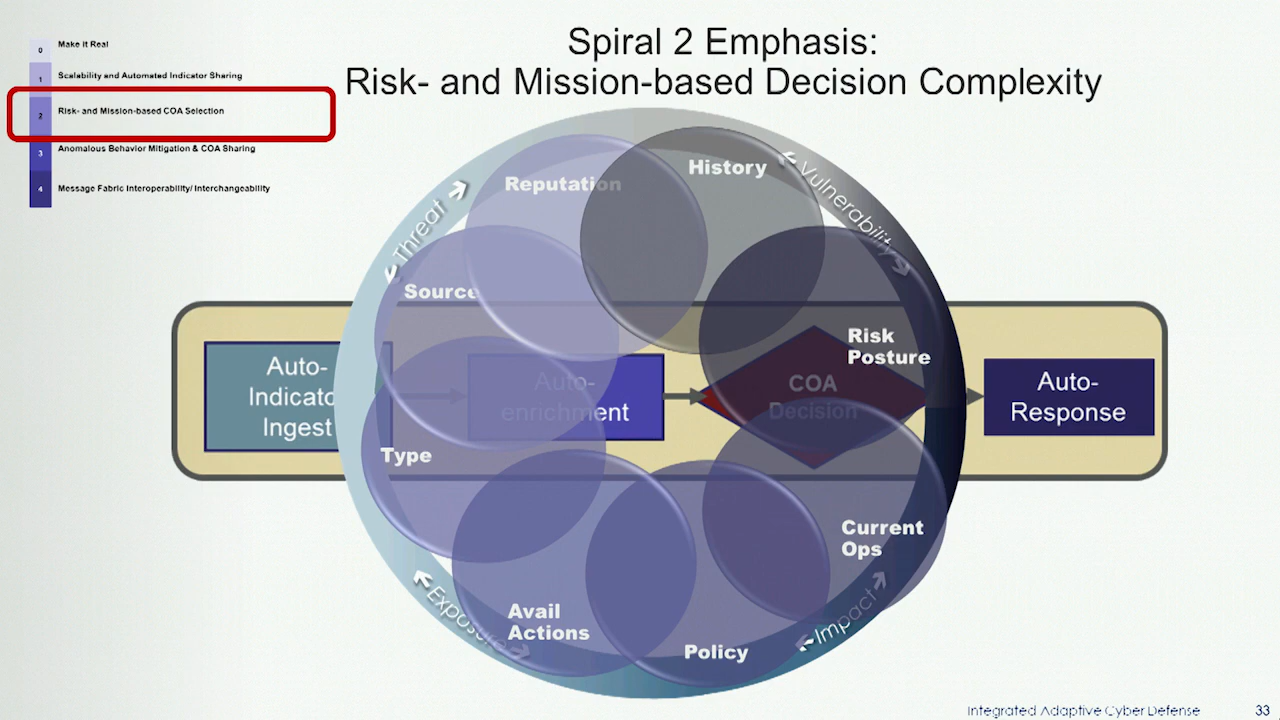 Spiral 2 Emphasis:
Risk- and Mission-based Decision Complexity
0 Make it Real
1 Scalability and Automated Indicator Sharing
2 Risk- and Mission-based COA Selection
3 Anomalous Behavior Mitigation & COA Sharing
4 Message Fabric Interoperability/ Interchangeability
Reputation
History
Threat
Vulnerability
Source
Risk
Posture
Auto-
Indicator
Ingest
Auto-
enrichment
COA
Decision
Auto-
Response
Type
Current
Ops
Avail
Actions
Policy
Exposure
Impact
Integrated Adaptive Cyber Defense
33